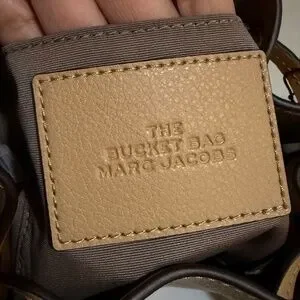 THE
BUCKET BAG
MARC JACOBS